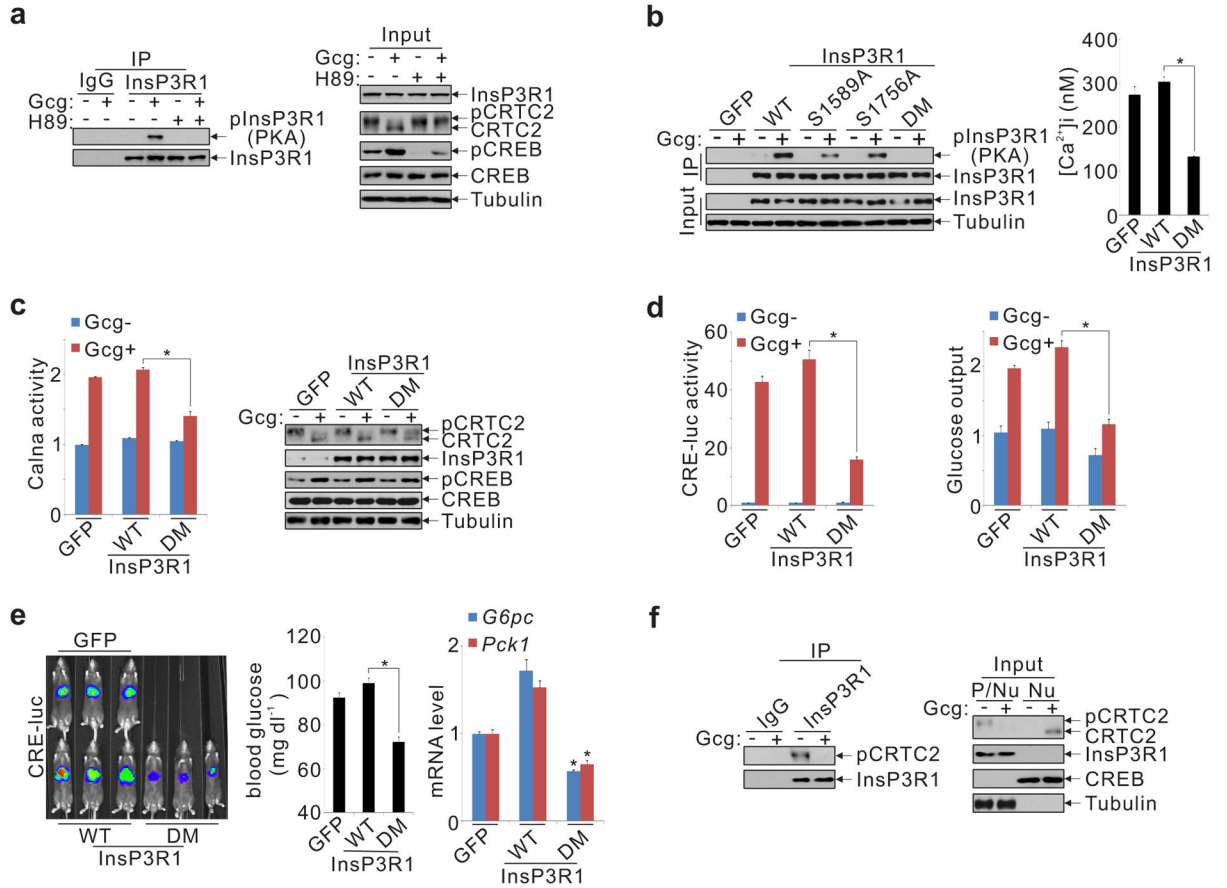 a
IP
IgG InsP3R1
Gcg: - + - + - +
H89: - - + +
pInsP3R1
(PKA)
InsP3R1
Input
Gcg: - + - +
H89: - - + +
InsP3R1
pCRTC2
CRTC2
pCREB
CREB
Tubulin
b
InsP3R1
GFP WT S1589A S1756A DM
Gcg: - + - + - + - + - +
pInsP3R1
(PKA)
IP
InsP3R1
Input
InsP3R1
Tubulin
[Ca2+]i (nM)
400
300
200
100
0
*
GFP WT DM
InsP3R1
c
Gcg-
Gcg+
Calna activity
2
1
0
*
GFP WT DM
InsP3R1
InsP3R1
GFP WT DM
Gcg: - + - + - +
pCRTC2
CRTC2
InsP3R1
pCREB
CREB
Tubulin
d
Gcg-
Gcg+
CRE-luc activity
60
40
20
0
*
GFP WT DM
InsP3R1
Gcg-
Gcg+
Glucose output
3
2
1
0
*
GFP WT DM
InsP3R1
e
GFP
CRE-luc
WT DM
InsP3R1
blood glucose
(mg dl-1)
120
100
80
60
40
*
GFP WT DM
InsP3R1
G6pc
Pck1
mRNA level
2
1
0
* *
GFP WT DM
InsP3R1
f
IP
IgG InsP3R1
Gcg: - + - +
pCRTC2
InsP3R1
Input
P/Nu Nu
Gcg: - + - +
pCRTC2
CRTC2
InsP3R1
CREB
Tubulin